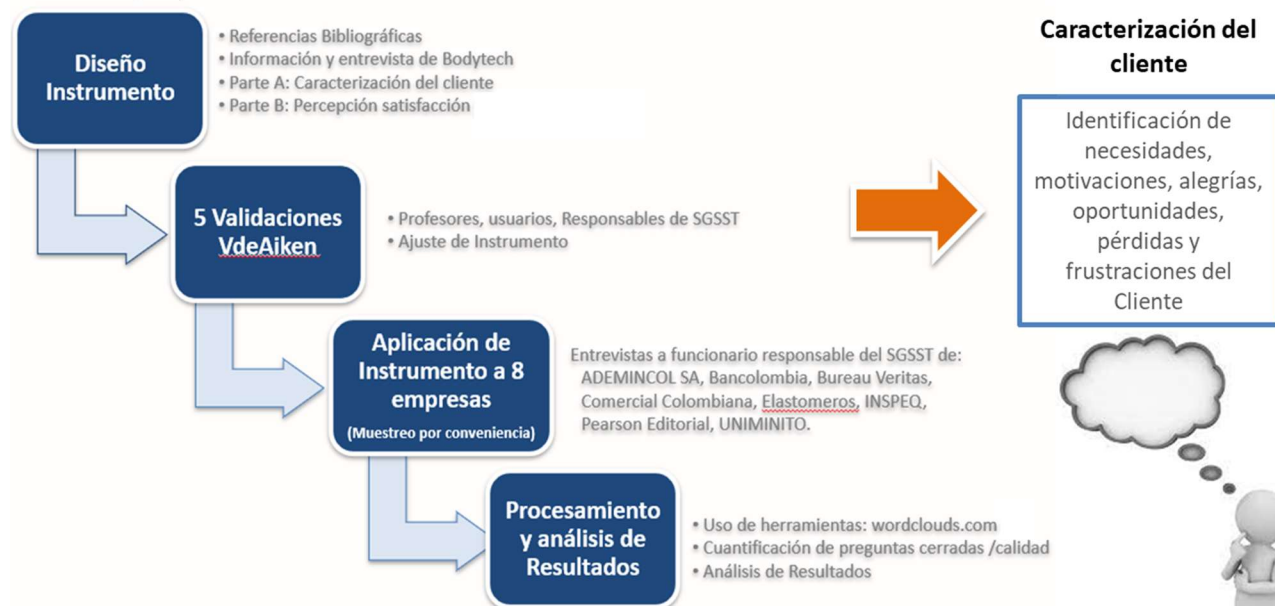 Diseño
Instrumento
• Referencias Bibliográficas
• Información y entrevista de Bodytech
• Parte A: Caracterización del cliente
• Parte B: Percepción satisfacción
5 Validaciones
VdeAiken
• Profesores, usuarios, Responsables de SGSST
• Ajuste de Instrumento
Aplicación de
Instrumento a 8
empresas
(Muestreo por conveniencia)
Entrevistas a funcionario responsable del SGSST de:
ADEMINCOL SA, Bancolombia, Bureau Veritas,
Comercial Colombiana, Elastomeros, INSPEQ,
Pearson Editorial, UNIMINITO.
Procesamiento
y análisis de
Resultados
• Uso de herramientas: wordclouds.com
• Cuantificación de preguntas cerradas /calidad
• Análisis de Resultados
Caracterización del
cliente
Identificación de
necesidades,
motivaciones, alegrías,
oportunidades,
pérdidas y
frustraciones del
Cliente